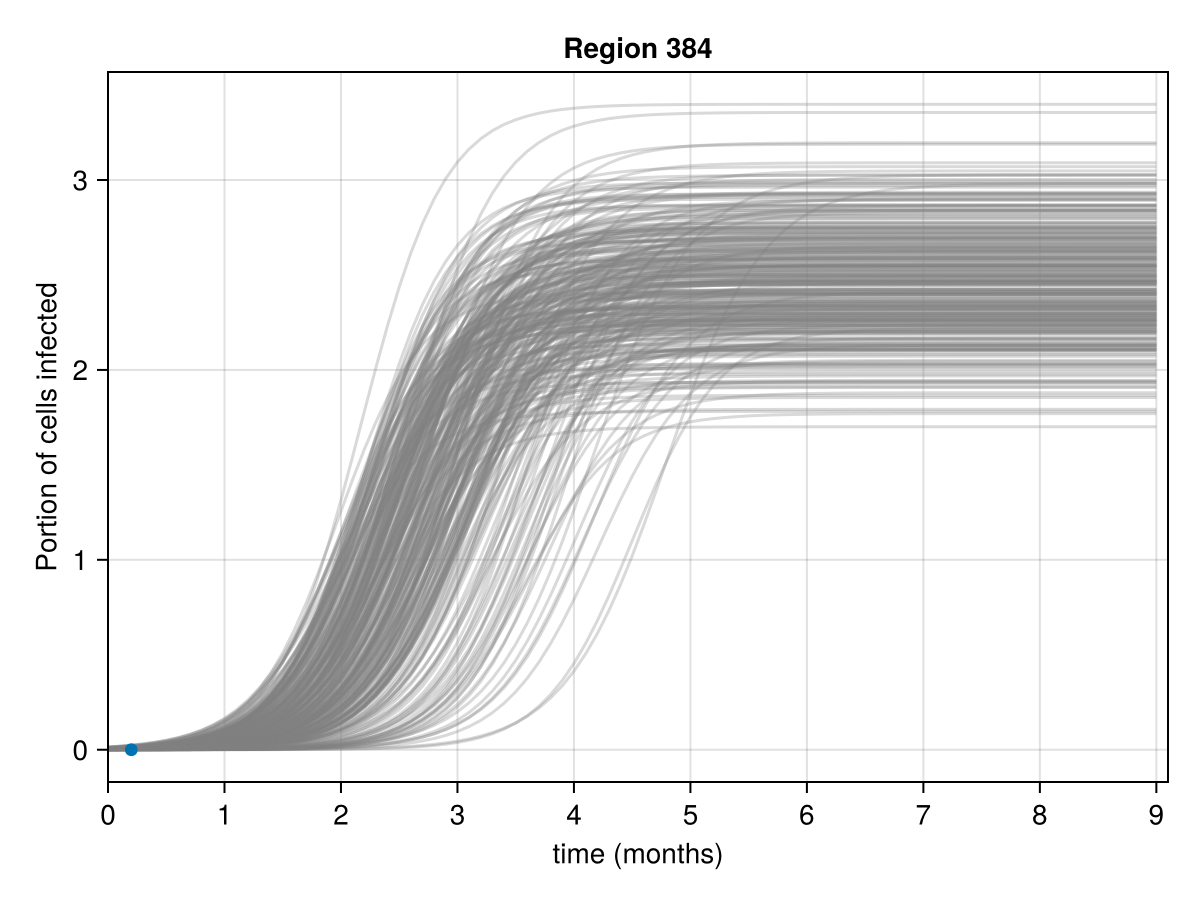 Region 384
Portion of cells infected
3
2
1
0
0 1 2 3 4 5 6 7 8 9
time (months)